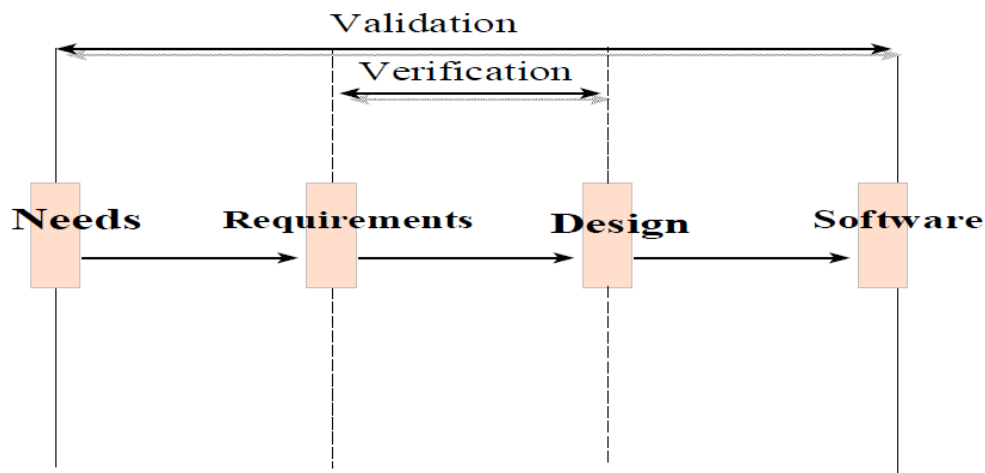 Validation
Verification
Needs
Requirements
Design
Software